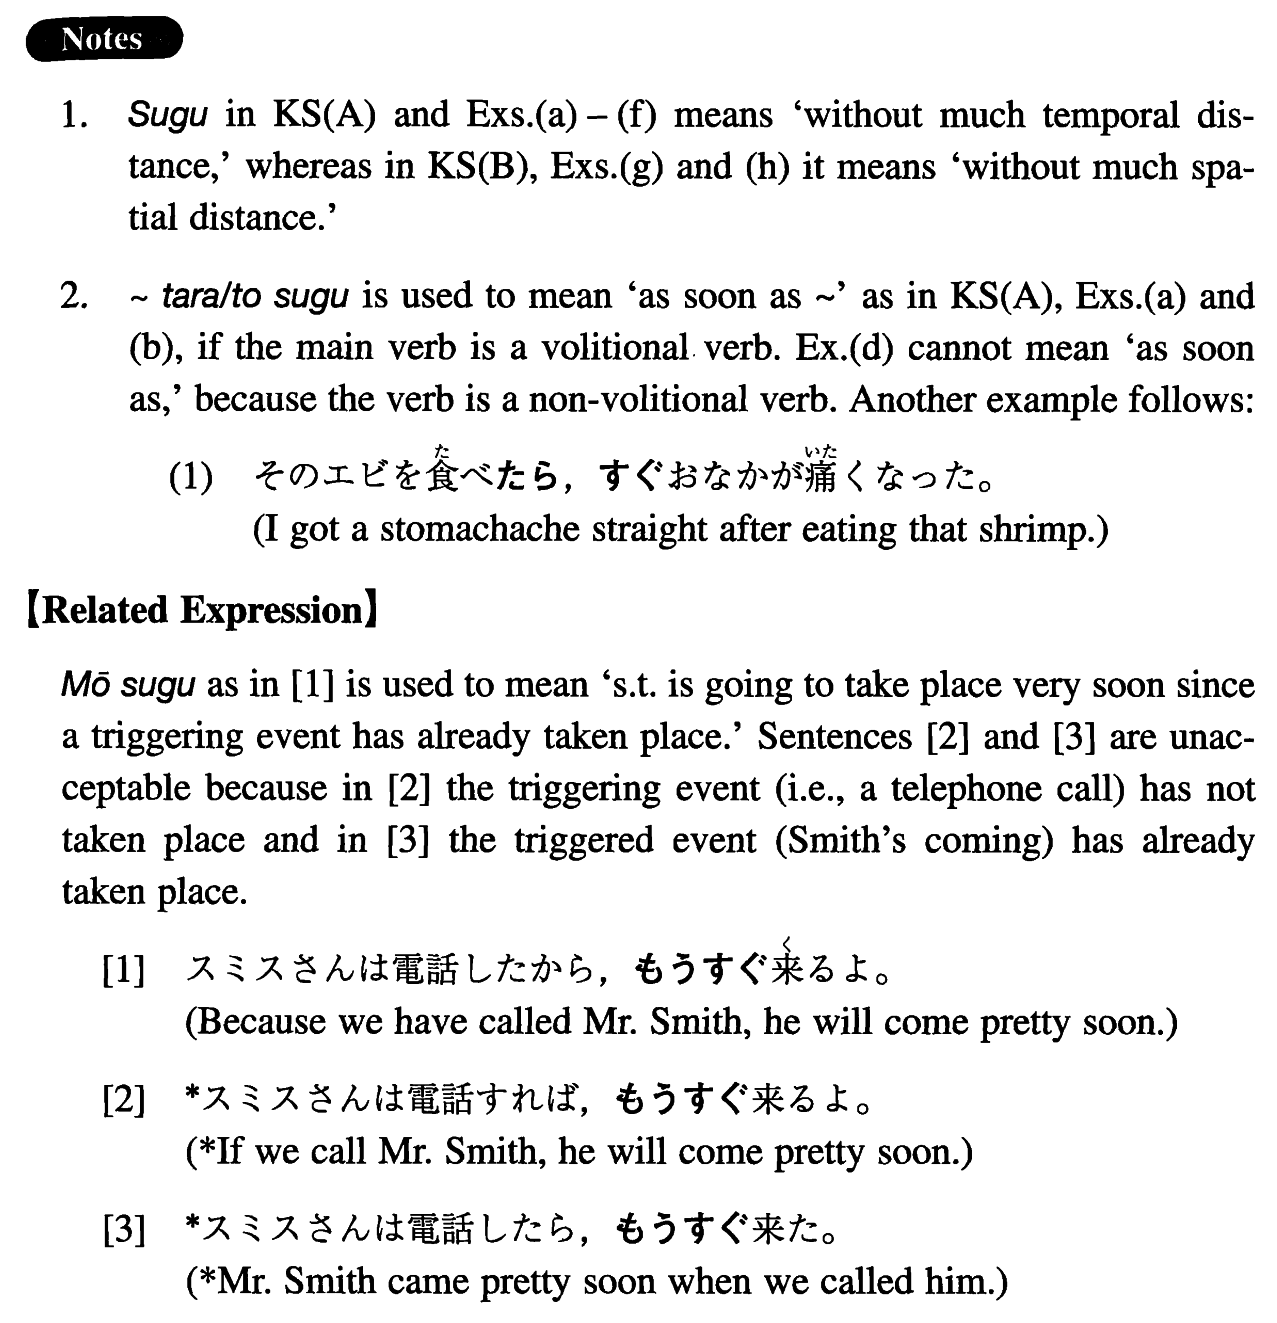 Notes
1. Sugu in KS(A) and Exs.(a) – (f) means ‘without much temporal dis-
tance,’ whereas in KS(B), Exs.(g) and (h) it means ‘without much spa-
tial distance.’
2. ~ tara/to sugu is used to mean ‘as soon as ~’ as in KS(A), Exs.(a) and
(b), if the main verb is a volitional verb. Ex.(d) cannot mean ‘as soon
as,’ because the verb is a non-volitional verb. Another example follows:
た いた
(1) そのエビを食べたら，すぐおなかが痛くなった。
(I got a stomachache straight after eating that shrimp.)
【Related Expression】
Mō sugu as in [1] is used to mean ‘s.t. is going to take place very soon since
a triggering event has already taken place.’ Sentences [2] and [3] are unac-
ceptable because in [2] the triggering event (i.e., a telephone call) has not
taken place and in [3] the triggered event (Smith’s coming) has already
taken place.
く
[1] スミスさんは電話したから，もうすぐ来るよ。
(Because we have called Mr. Smith, he will come pretty soon.)
[2] *スミスさんは電話すれば，もうすぐ来るよ。
(*If we call Mr. Smith, he will come pretty soon.)
[3] *スミスさんは電話したら，もうすぐ来た。
(*Mr. Smith came pretty soon when we called him.)